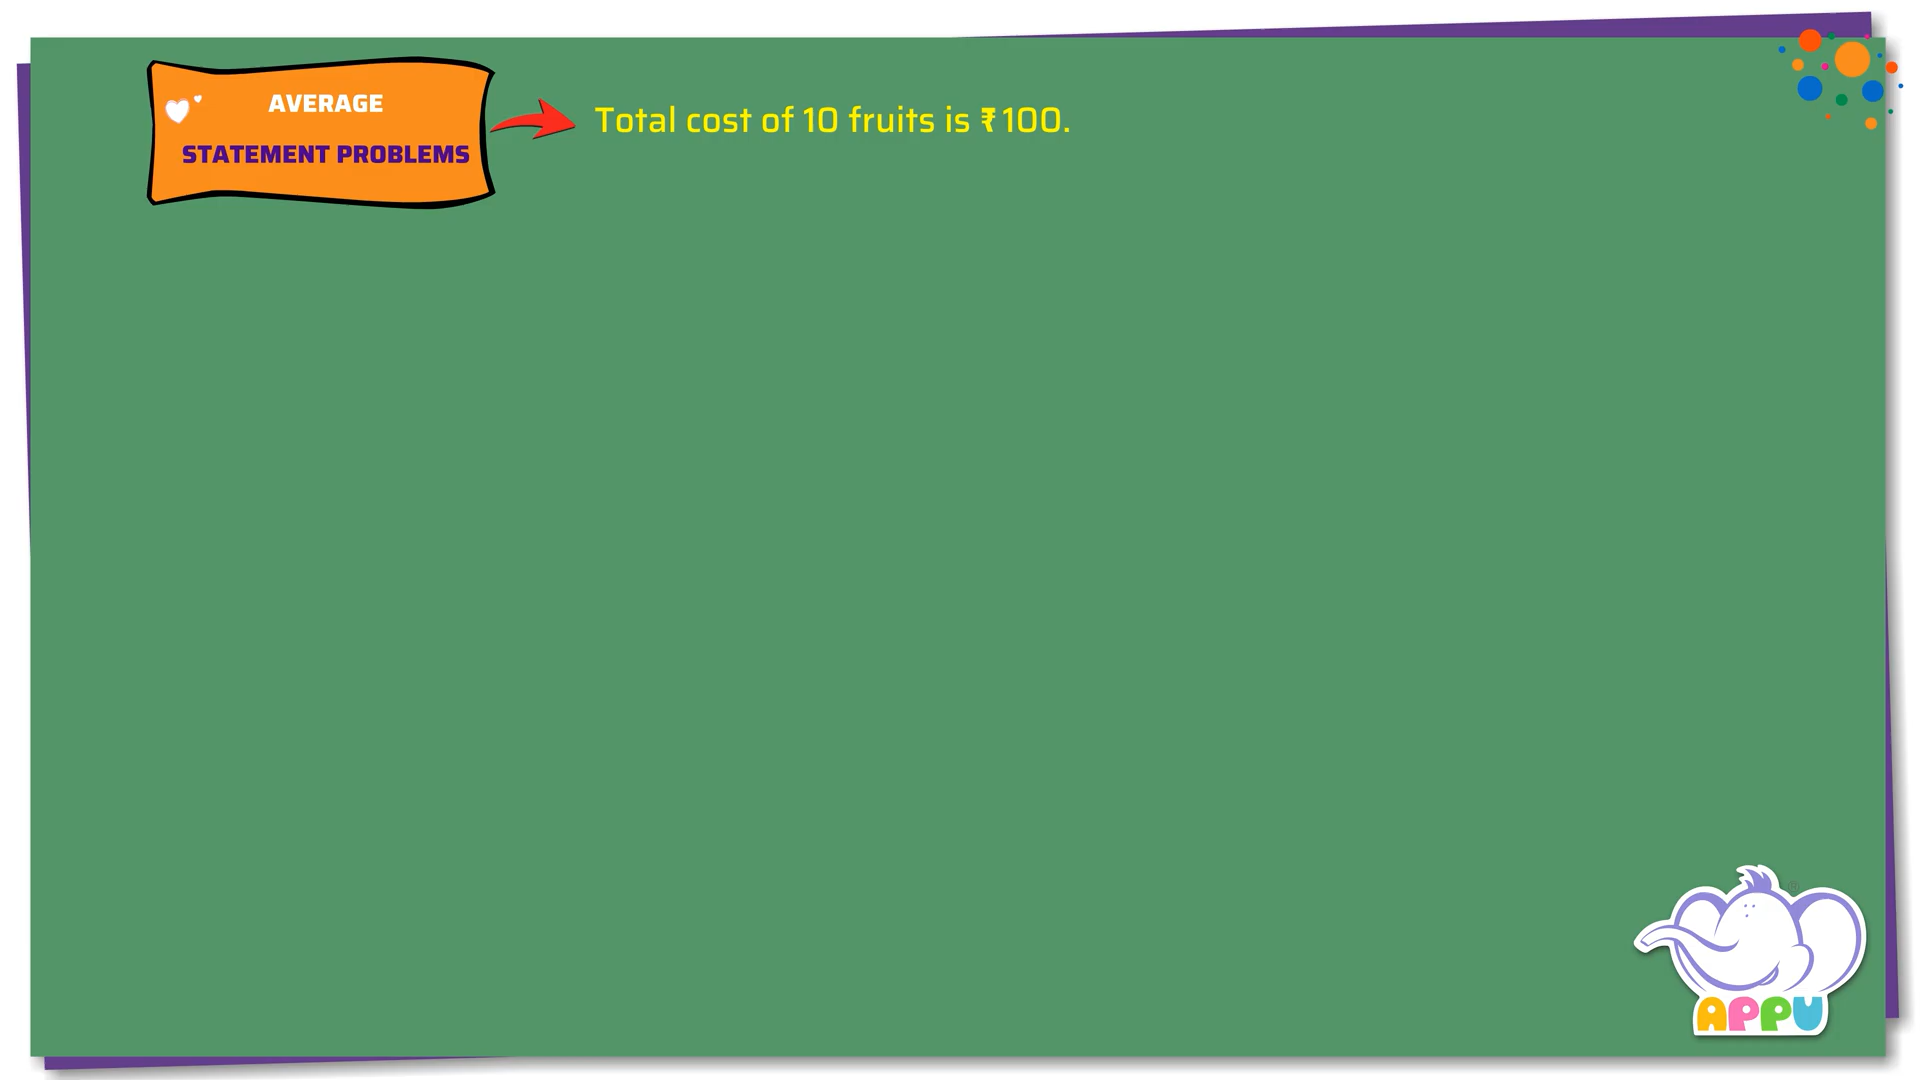 AVERAGE
STATEMENT PROBLEMS
Total cost of 10 fruits is ₹100.
APPU